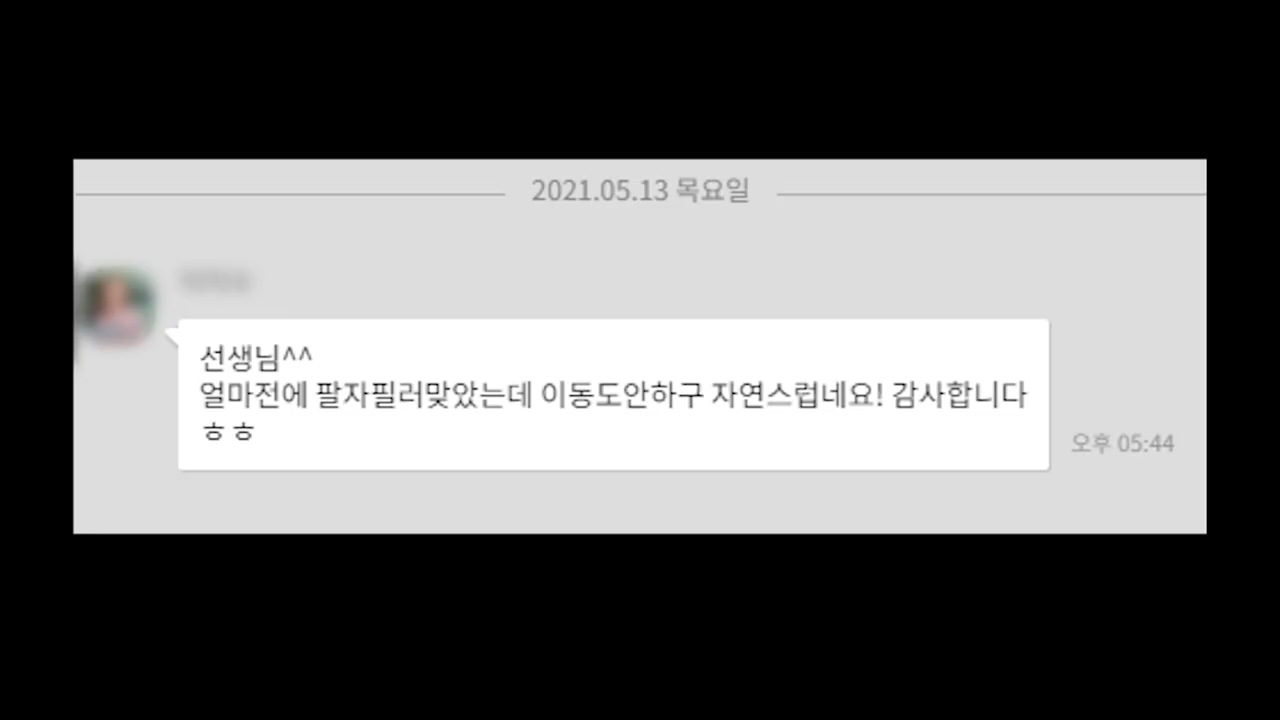 2021.05.13 목요일
선생님^^
얼마전에 팔자필러맞았는데 이동도안하구 자연스럽네요! 감사합니다
ㅎㅎ
오후 05:44